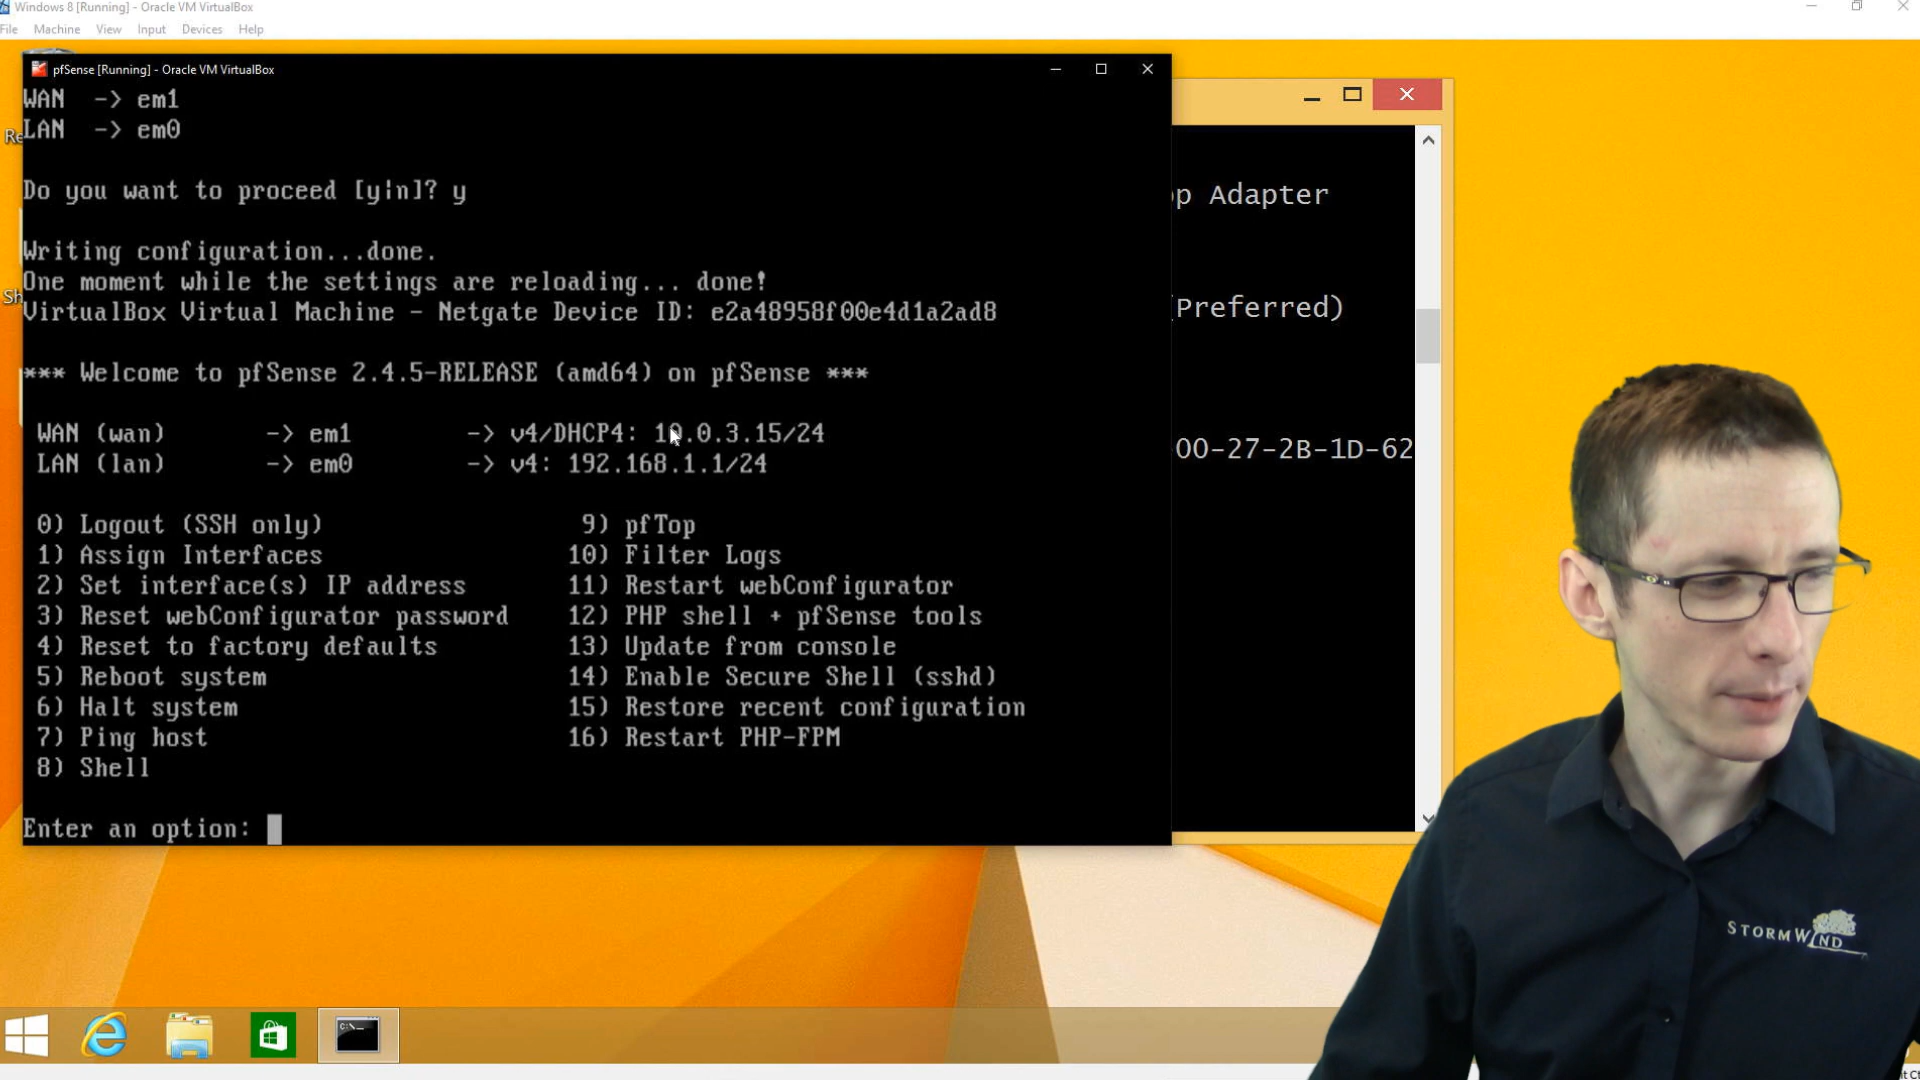 Windows 8 [Running] - Oracle VM VirtualBox
File Machine View Input Devices Help
pfSense [Running] - Oracle VM VirtualBox
WAN -> em1
LAN -> em0
Do you want to proceed [y|n]? y
Writing configuration...done.
One moment while the settings are reloading... done!
VirtualBox Virtual Machine - Netgate Device ID: e2a48958f00e4d1a2ad8
*** Welcome to pfSense 2.4.5-RELEASE (amd64) on pfSense ***
WAN (wan) -> em1 -> v4/DHCP4: 10.0.3.15/24
LAN (lan) -> em0 -> v4: 192.168.1.1/24
0) Logout (SSH only) 9) pfTop
1) Assign Interfaces 10) Filter Logs
2) Set interface(s) IP address 11) Restart webConfigurator
3) Reset webConfigurator password 12) PHP shell + pfSense tools
4) Reset to factory defaults 13) Update from console
5) Reboot system 14) Enable Secure Shell (sshd)
6) Halt system 15) Restore recent configuration
7) Ping host 16) Restart PHP-FPM
8) Shell
Enter an option:
Adapter
(Preferred)
00-27-2B-1D-62
STORMWIND